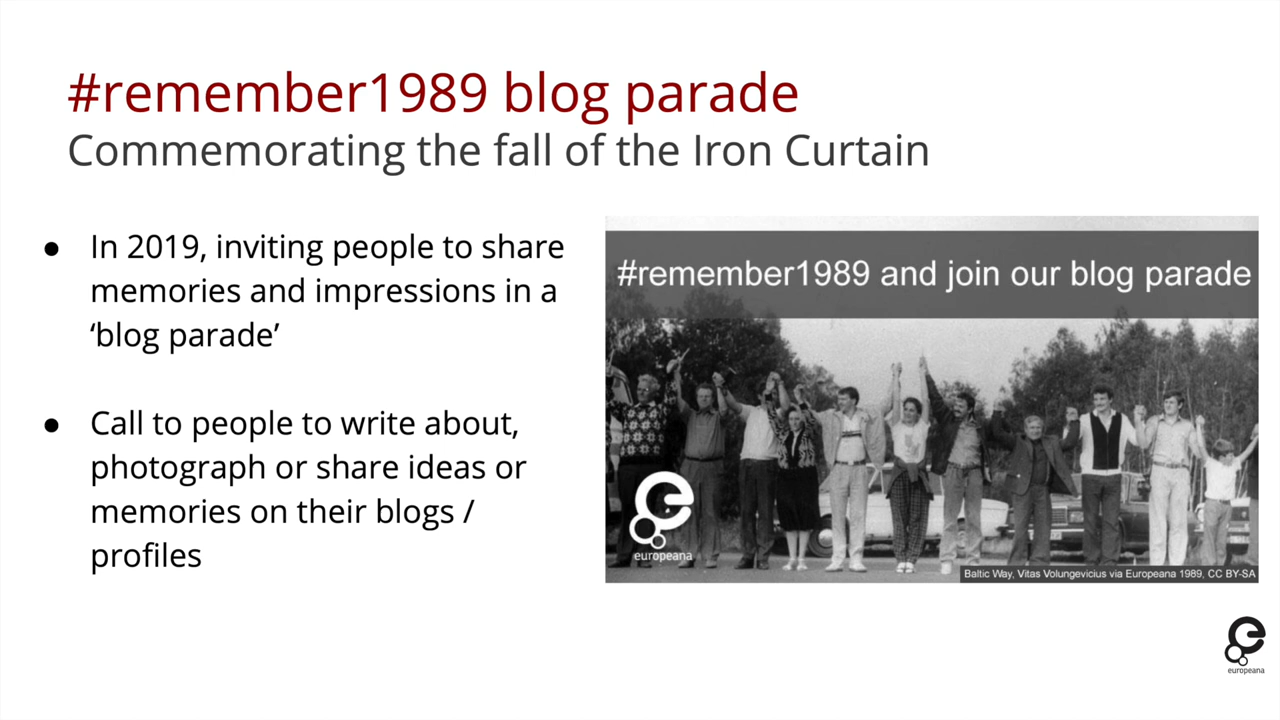 #remember1989 blog parade
Commemorating the fall of the Iron Curtain
● In 2019, inviting people to share
memories and impressions in a
‘blog parade’
● Call to people to write about,
photograph or share ideas or
memories on their blogs /
profiles
#remember1989 and join our blog parade
europeana
Baltic Way, Vitas Volungevicius via Europeana 1989, CC BY-SA
europeana